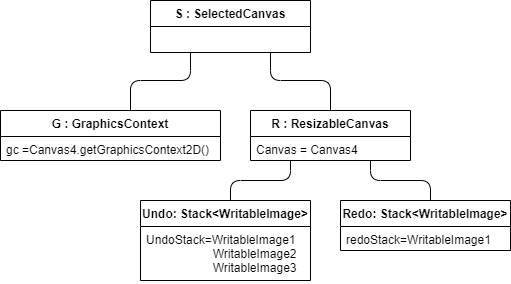 S : SelectedCanvas
G : GraphicsContext
gc =Canvas4.getGraphicsContext2D()
R : ResizableCanvas
Canvas = Canvas4
Undo: Stack<WritableImage>
UndoStack=WritableImage1
WritableImage2
WritableImage3
Redo: Stack<WritableImage>
redoStack=WritableImage1